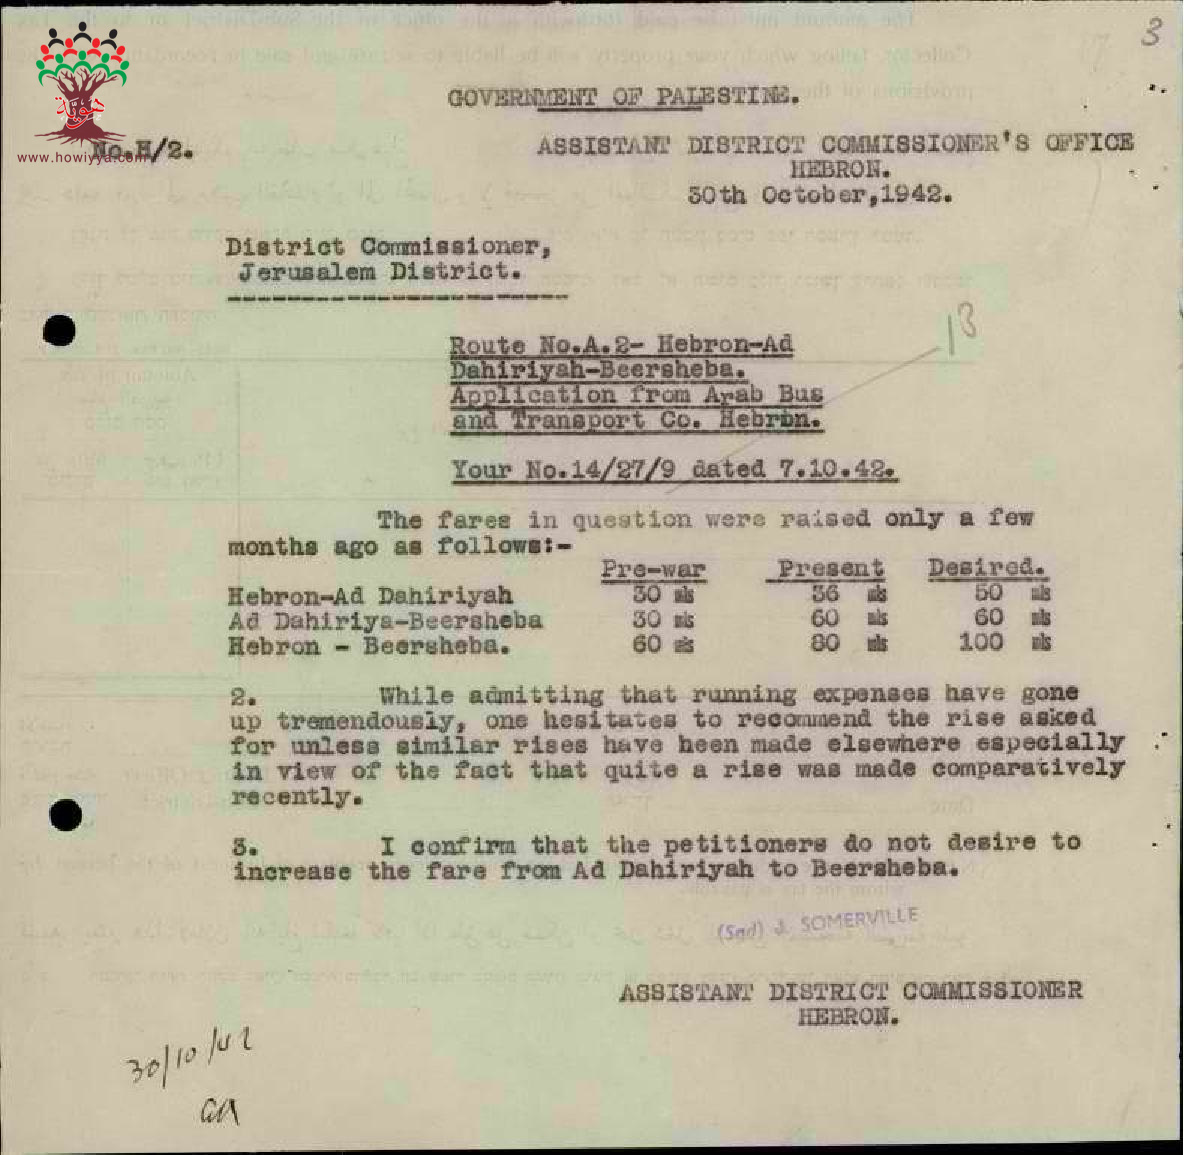 3
GOVERNMENT OF PALESTINE.
حوية
www.howiyya.com
No.H/2.
ASSISTANT DISTRICT COMMISSIONER'S OFFICE
HEBRON.
30th October,1942.
District Commissioner,
Jerusalem District.
13
Route No.A.2- Hebron-Ad
Dahiriyah-Beersheba.
Application from Arab Bus
and Transport Co. Hebron.
Your No.14/27/9 dated 7.10.42.
The fares in question were raised only a few
months ago as follows:-
Pre-war Present Desired.
Hebron-Ad Dahiriyah 30 mls 36 mls 50 mls
Ad Dahiriya-Beersheba 30 mls 60 mls 60 mls
Hebron - Beersheba. 60 mls 80 mls 100 mls
2. While admitting that running expenses have gone
up tremendously, one hesitates to recommend the rise asked
for unless similar rises have been made elsewhere especially
in view of the fact that quite a rise was made comparatively
recently.
3. I confirm that the petitioners do not desire to
increase the fare from Ad Dahiriyah to Beersheba.
(Sgd) J. SOMERVILLE
ASSISTANT DISTRICT COMMISSIONER
HEBRON.
30/10/42